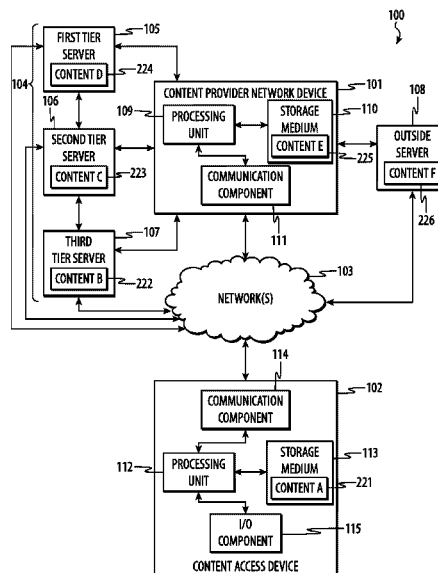 100
105
FIRST TIER
SERVER
CONTENT D
224
104
106
SECOND TIER
SERVER
CONTENT C
223
107
THIRD
TIER SERVER
CONTENT B
222
101
CONTENT PROVIDER NETWORK DEVICE
109
PROCESSING
UNIT
110
STORAGE
MEDIUM
CONTENT E
225
COMMUNICATION
COMPONENT
111
108
OUTSIDE
SERVER
CONTENT F
226
103
NETWORK(S)
114
102
COMMUNICATION
COMPONENT
112
PROCESSING
UNIT
113
STORAGE
MEDIUM
CONTENT A
221
I/O
COMPONENT
115
CONTENT ACCESS DEVICE